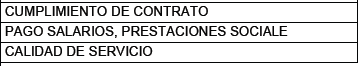 CUMPLIMIENTO DE CONTRATO
PAGO SALARIOS, PRESTACIONES SOCIALE
CALIDAD DE SERVICIO